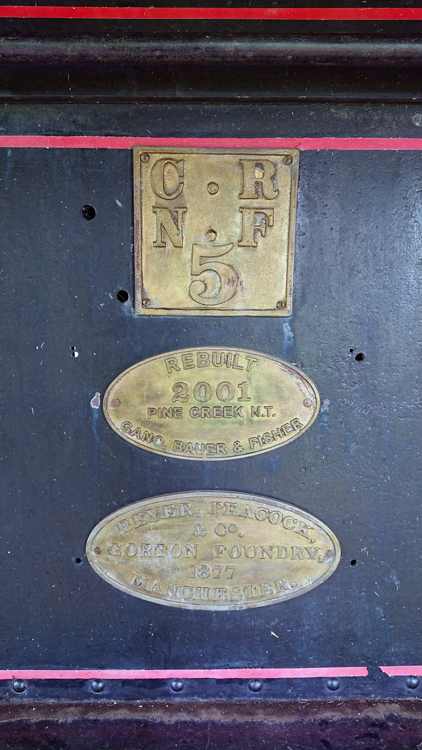 C R
N F
5
REBUILT
2001
PINE CREEK N.T.
GANO, BAUER & FISHER
BEYER, PEACOCK,
& CO.
GORTON FOUNDRY,
1877
MANCHESTER.